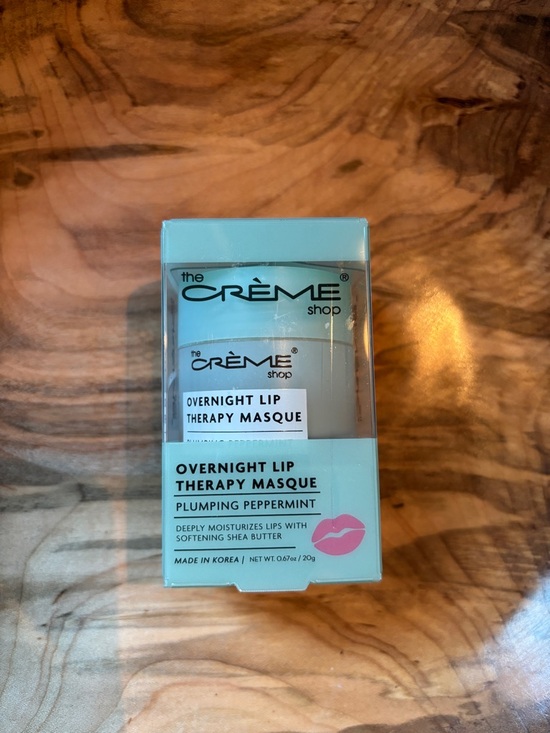 the
CRÈME®
shop
the
CRÈME®
shop
OVERNIGHT LIP
THERAPY MASQUE
OVERNIGHT LIP
THERAPY MASQUE
PLUMPING PEPPERMINT
DEEPLY MOISTURIZES LIPS WITH
SOFTENING SHEA BUTTER
MADE IN KOREA | NET WT. 0.67oz / 20g